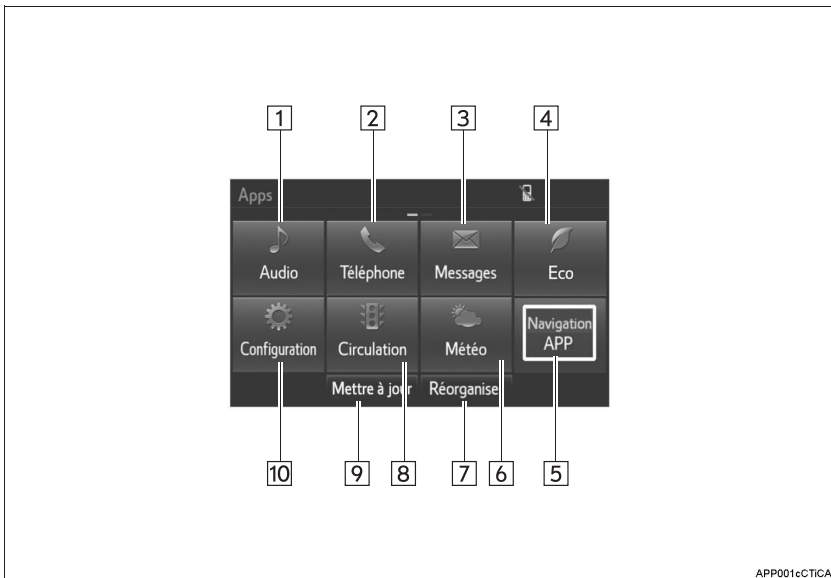 1 2 3 4
Apps
Audio Téléphone Messages Eco
Configuration Circulation Météo Navigation APP
Mettre à jour Réorganise
10 9 8 7 6 5
APP001cCTiCA